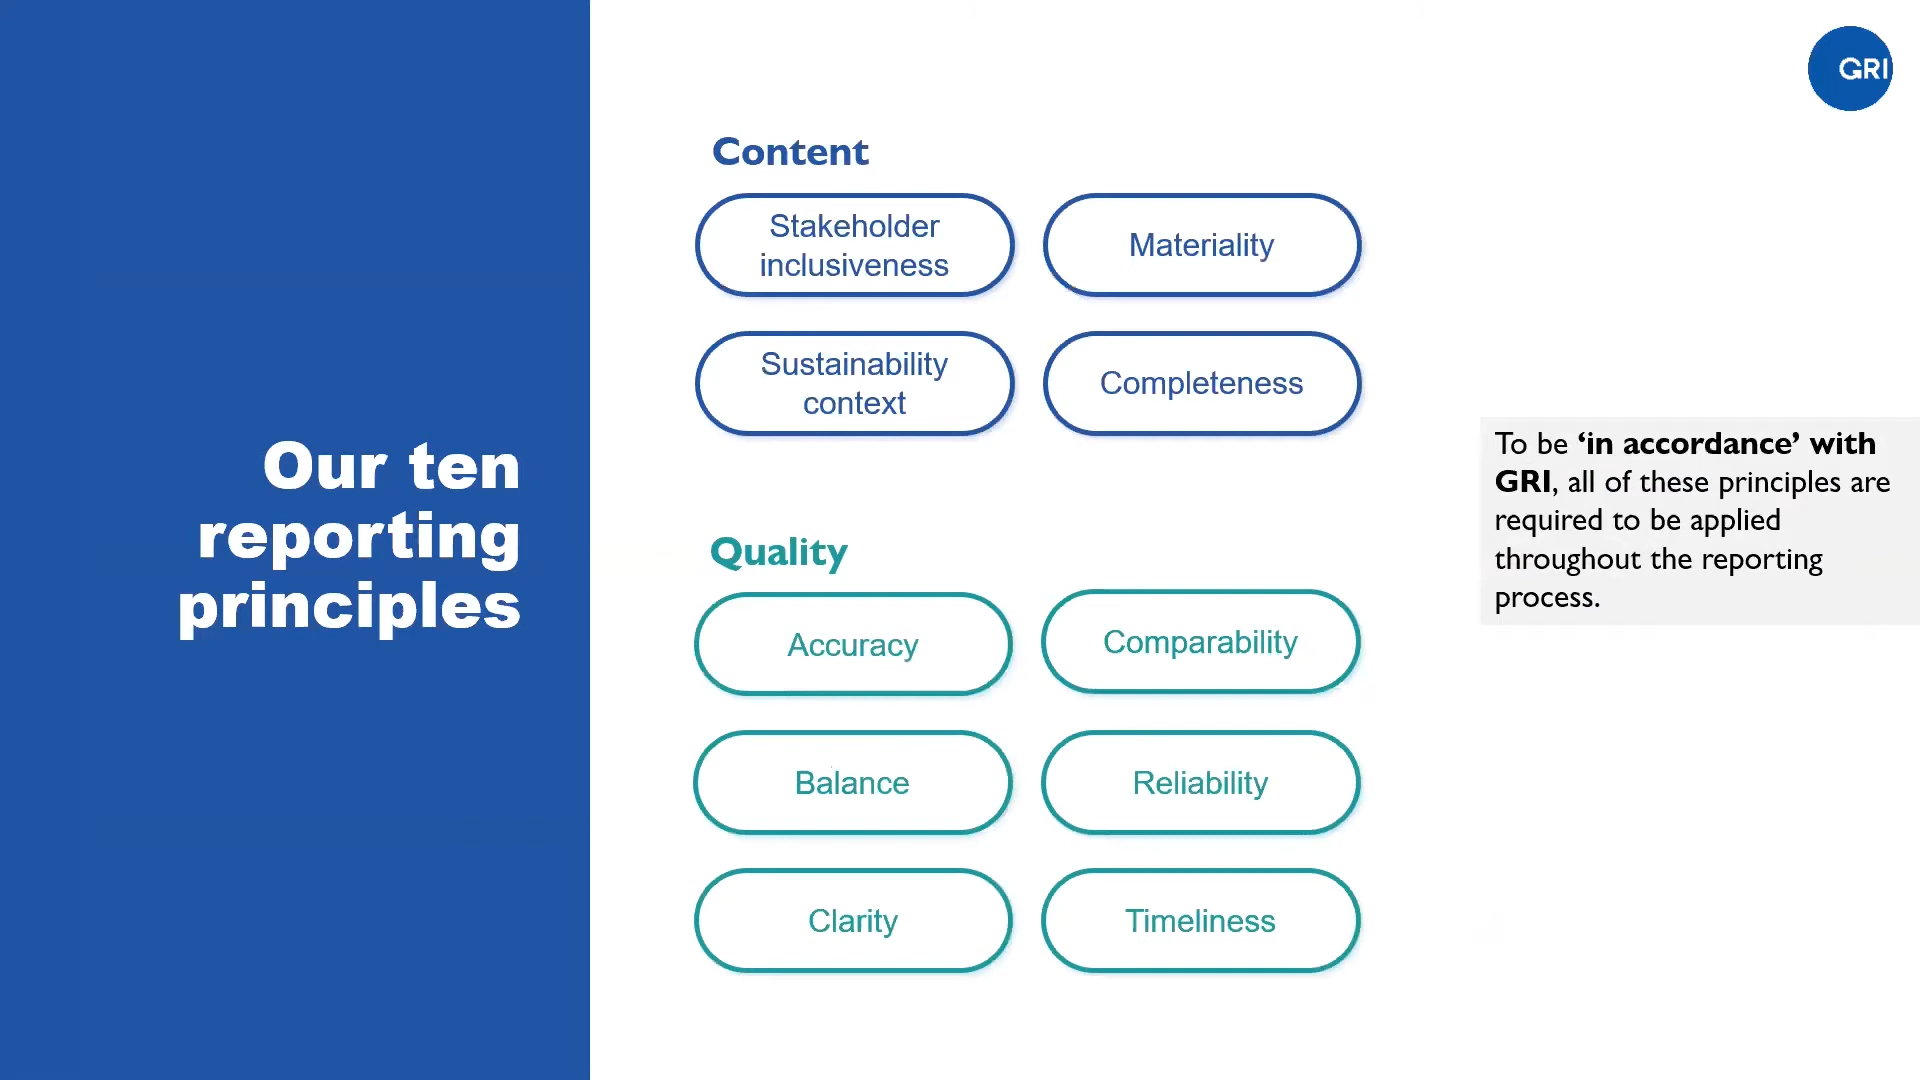 GRI
Our ten
reporting
principles
Content
Stakeholder
inclusiveness
Materiality
Sustainability
context
Completeness
Quality
Accuracy
Comparability
Balance
Reliability
Clarity
Timeliness
To be ‘in accordance’ with
GRI, all of these principles are
required to be applied
throughout the reporting
process.